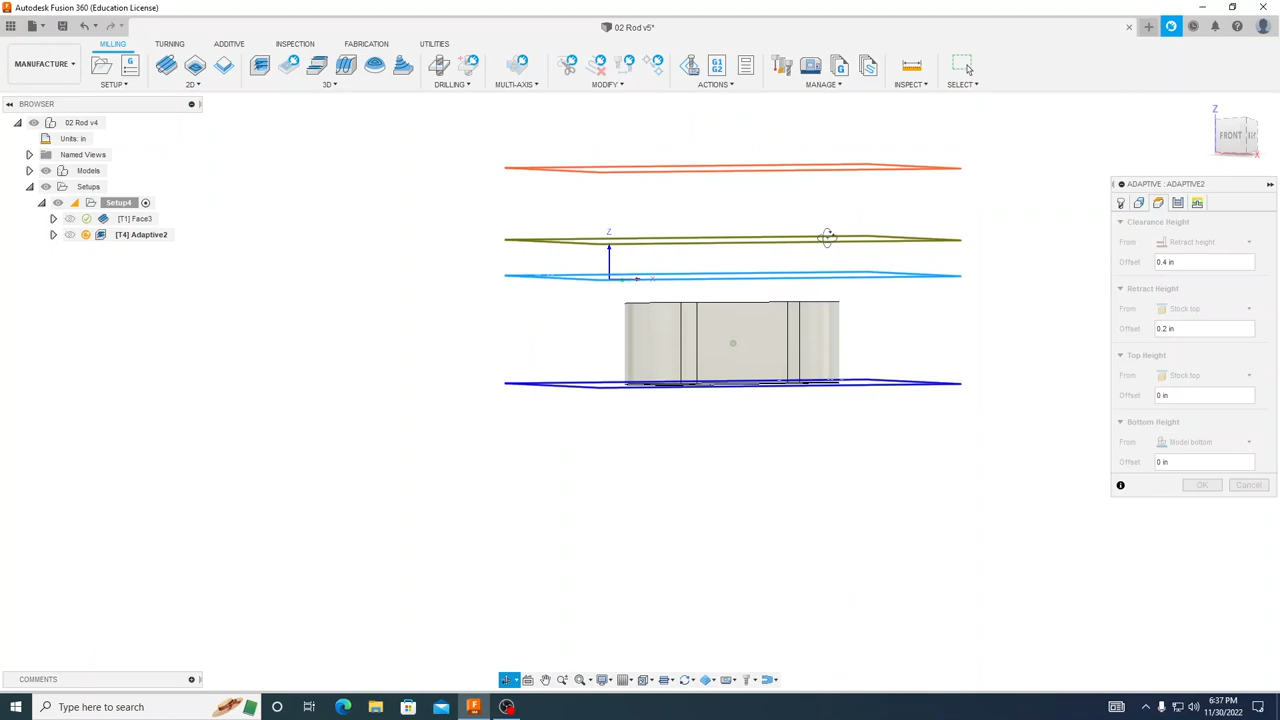 Autodesk Fusion 360 (Education License)
02 Rod v5*
MILLING TURNING ADDITIVE INSPECTION FABRICATION UTILITIES
MANUFACTURE
G
G1
G2
G
SETUP 2D 3D DRILLING MULTI-AXIS MODIFY ACTIONS MANAGE INSPECT SELECT
BROWSER
02 Rod v4
Units: in
Named Views
Models
Setups
Setup4
[T1] Face3
[T4] Adaptive2
Z
X
Z
FRONT
X
ADAPTIVE : ADAPTIVE2
Clearance Height
From Retract height
Offset 0.4 in
Retract Height
From Stock top
Offset 0.2 in
Top Height
From Stock top
Offset 0 in
Bottom Height
From Model bottom
Offset 0 in
OK Cancel
COMMENTS
Type here to search
6:37 PM
11/30/2022